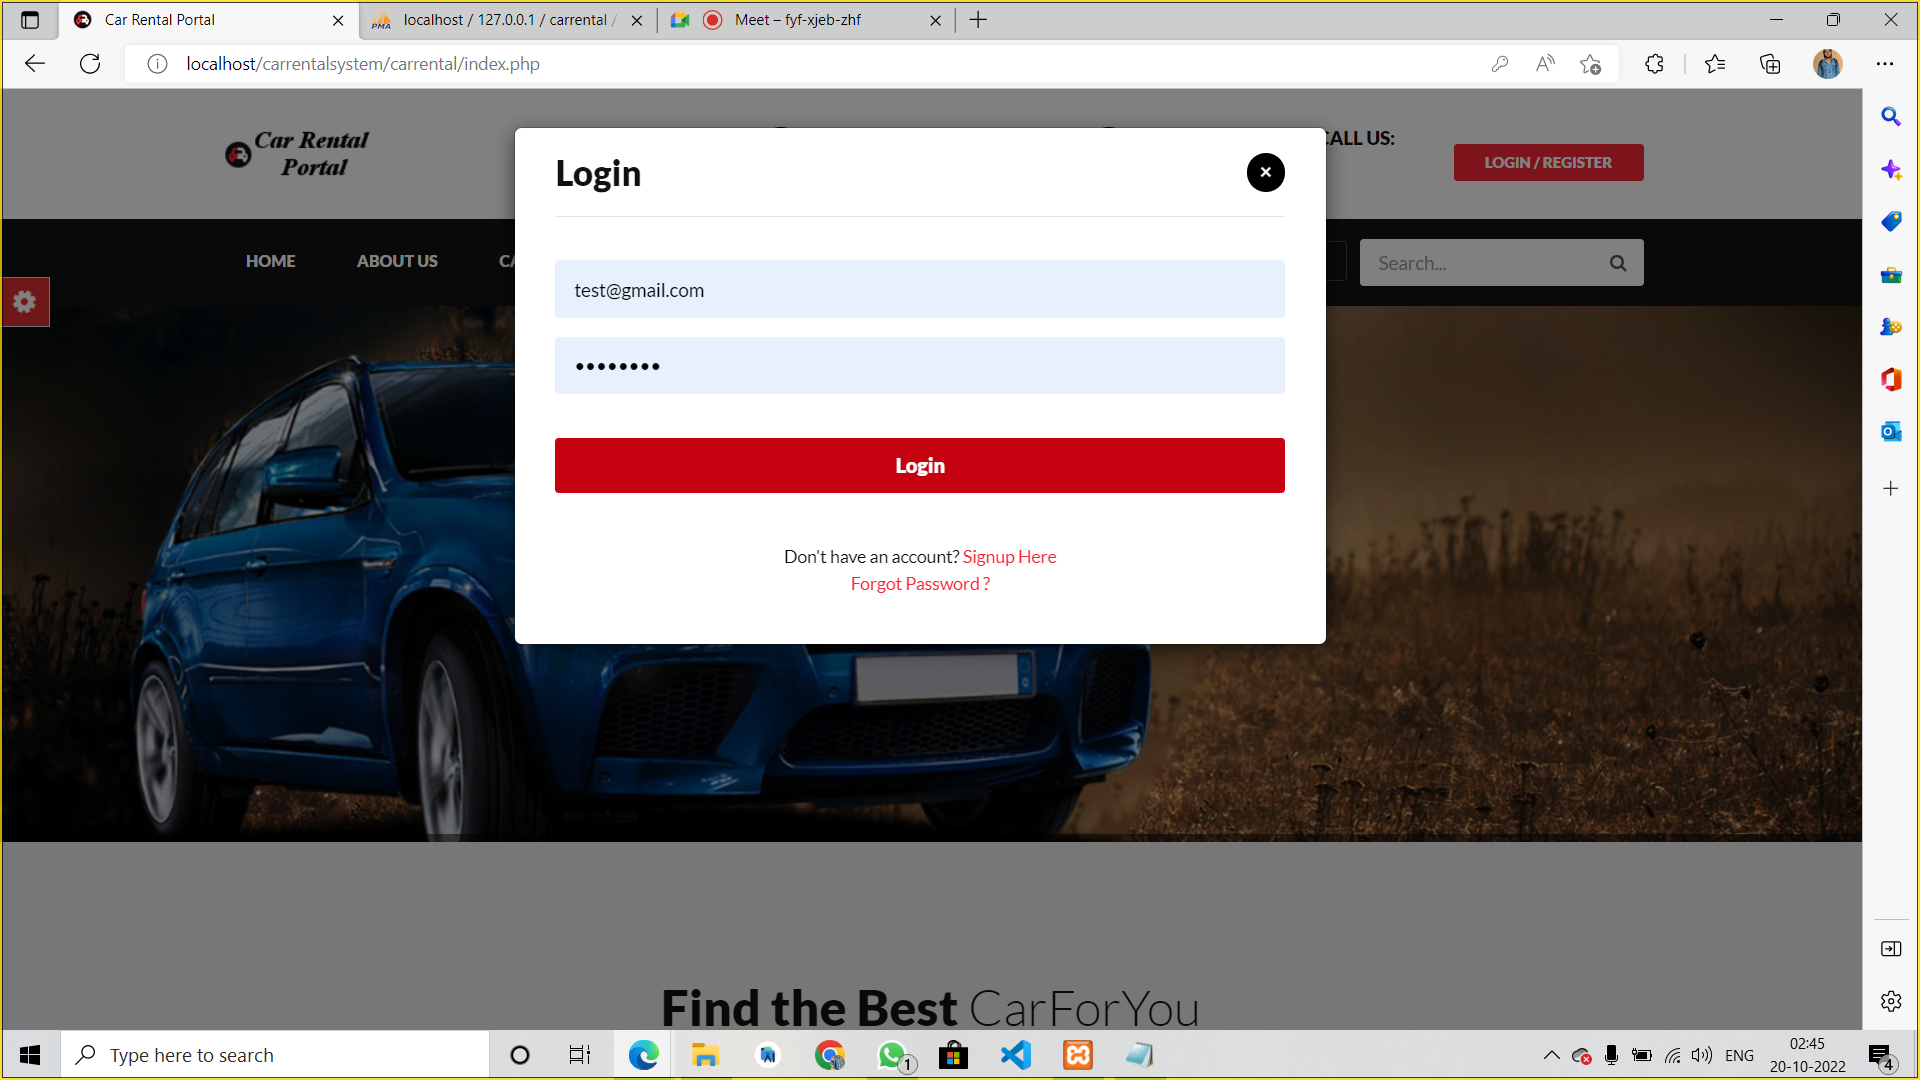 Car Rental Portal
localhost / 127.0.0.1 / carrental /
Meet – fyf-xjeb-zhf
localhost/carrentalsystem/carrental/index.php
Car Rental
Portal
CALL US:
LOGIN / REGISTER
Login
HOME
ABOUT US
CA
Search...
test@gmail.com
••••••••
Login
Don't have an account? Signup Here
Forgot Password ?
Find the Best CarForYou
Type here to search
1
ENG
02:45
20-10-2022
4